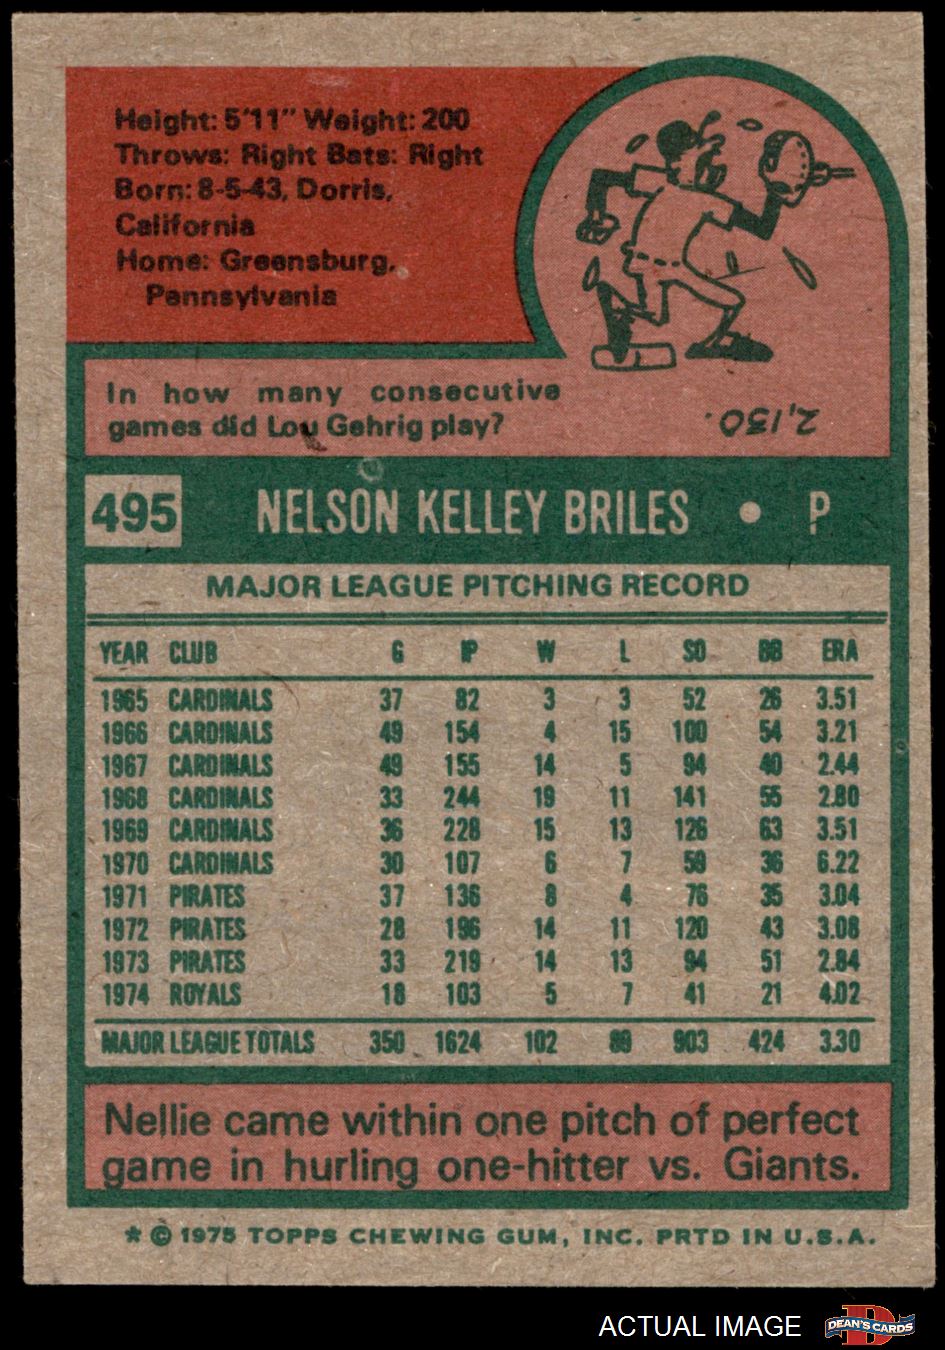 Height: 5'11" Weight: 200
Throws: Right Bats: Right
Born: 8-5-43, Dorris,
California
Home: Greensburg,
Pennsylvania
In how many consecutive
games did Lou Gehrig play?
2,130.
495 NELSON KELLEY BRILES • P
MAJOR LEAGUE PITCHING RECORD
YEAR CLUB G IP W L SO BB ERA
1965 CARDINALS 37 82 3 3 52 26 3.51
1966 CARDINALS 49 154 4 15 100 54 3.21
1967 CARDINALS 49 155 14 5 94 40 2.44
1968 CARDINALS 33 244 19 11 141 55 2.80
1969 CARDINALS 36 228 15 13 126 63 3.51
1970 CARDINALS 30 107 6 7 59 36 6.22
1971 PIRATES 37 136 8 4 76 35 3.04
1972 PIRATES 28 196 14 11 120 43 3.08
1973 PIRATES 33 219 14 13 94 51 2.84
1974 ROYALS 18 103 5 7 41 21 4.02
MAJOR LEAGUE TOTALS 350 1624 102 89 903 424 3.30
Nellie came within one pitch of perfect
game in hurling one-hitter vs. Giants.
* © 1975 TOPPS CHEWING GUM, INC. PRTD IN U.S.A.
ACTUAL IMAGE DEAN'S CARDS